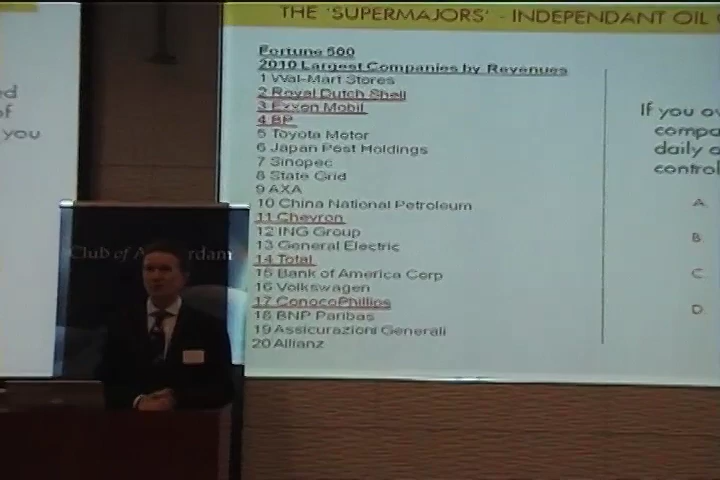 THE 'SUPERMAJORS' - INDEPENDANT OIL
Fortune 500
2010 Largest Companies by Revenues
1 Wal-Mart Stores
2 Royal Dutch Shell
3 Exxon Mobil
4 BP
5 Toyota Motor
6 Japan Post Holdings
7 Sinopec
8 State Grid
9 AXA
10 China National Petroleum
11 Chevron
12 ING Group
13 General Electric
14 Total
15 Bank of America Corp
16 Volkswagen
17 ConocoPhillips
18 BNP Paribas
19 Assicurazioni Generali
20 Allianz
If you
daily
control
A.
B.
C.
D.
you
Club of